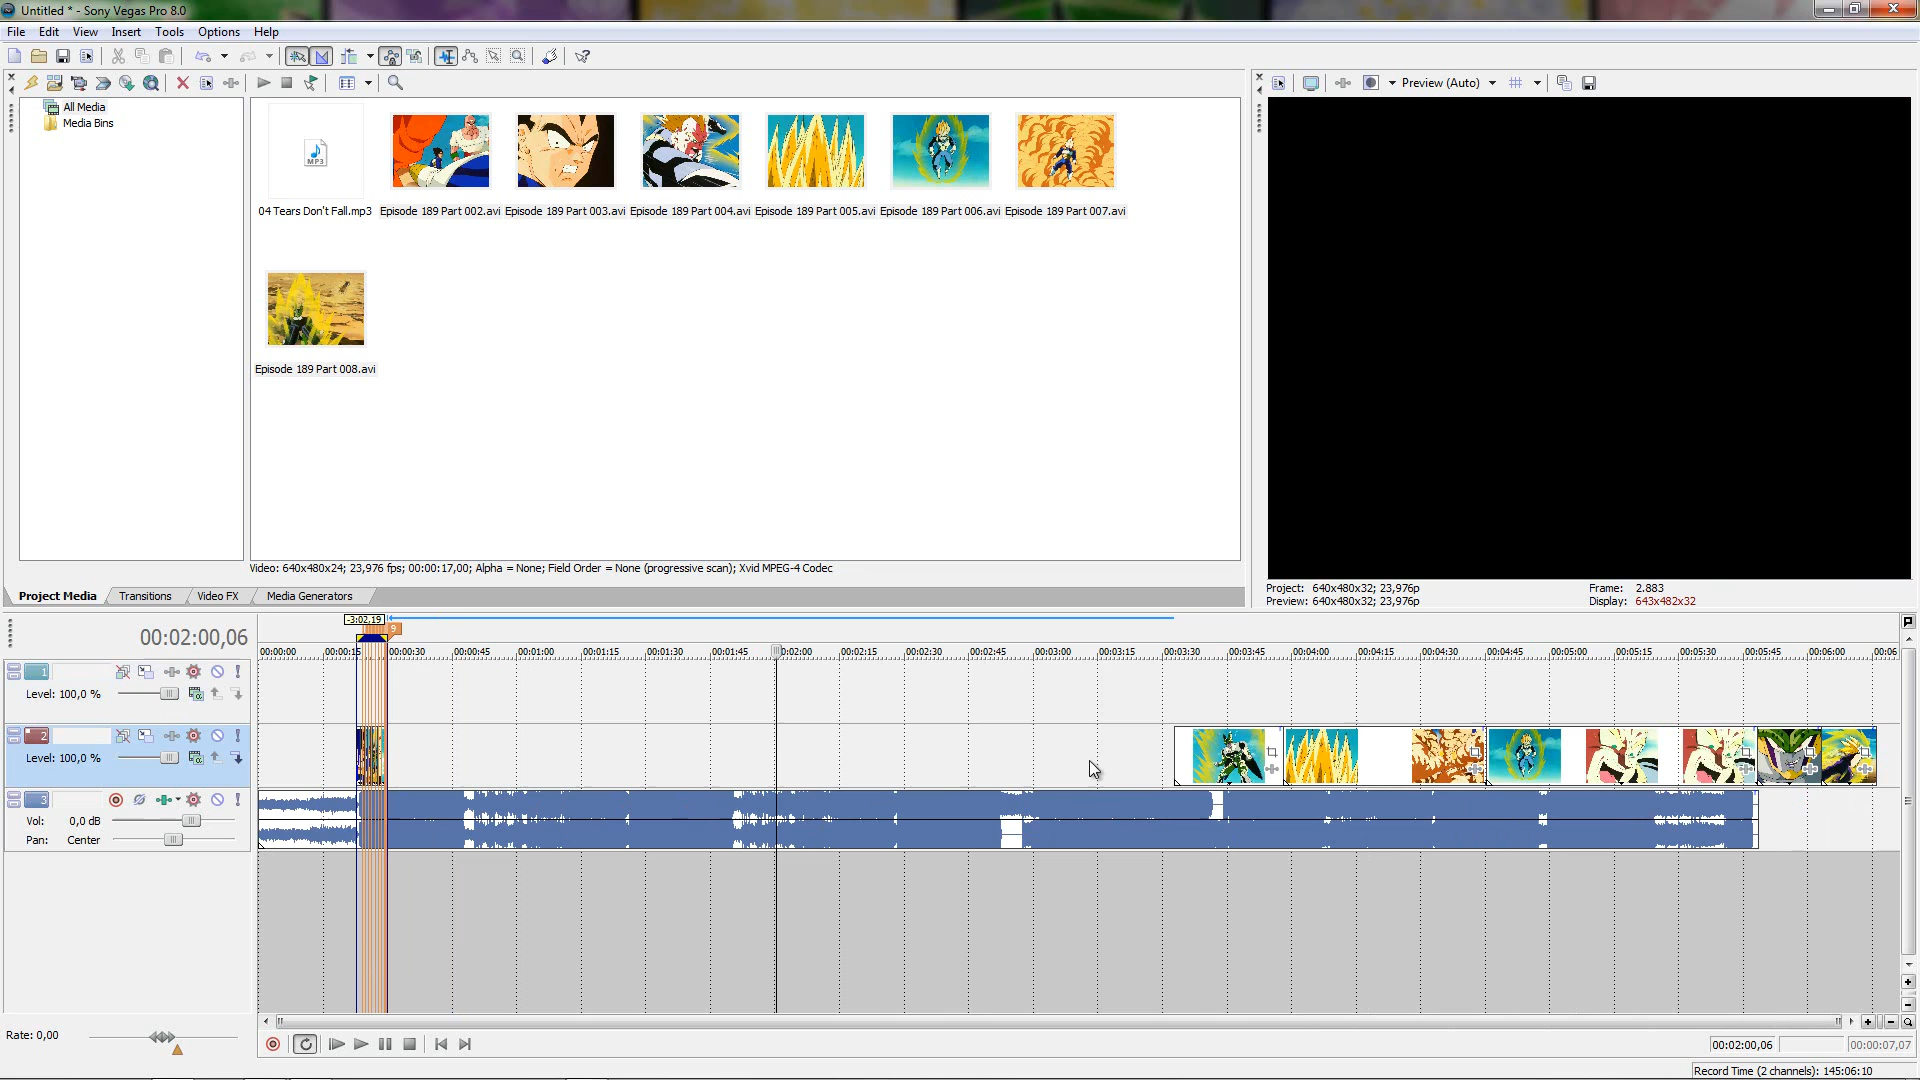 Untitled * - Sony Vegas Pro 8.0
File Edit View Insert Tools Options Help
Preview (Auto)
All Media
Media Bins
MP3
04 Tears Don't Fall.mp3 Episode 189 Part 002.avi Episode 189 Part 003.avi Episode 189 Part 004.avi Episode 189 Part 005.avi Episode 189 Part 006.avi Episode 189 Part 007.avi
Episode 189 Part 008.avi
Video: 640x480x24; 23,976 fps; 00:00:17,00; Alpha = None; Field Order = None (progressive scan); Xvid MPEG-4 Codec
Project Media Transitions Video FX Media Generators
Project: 640x480x32; 23,976p Frame: 2.883
Preview: 640x480x32; 23,976p Display: 643x482x32
-3:02,19
9
00:02:00,06
00:00:00 00:00:15 00:00:30 00:00:45 00:01:00 00:01:15 00:01:30 00:01:45 00:02:00 00:02:15 00:02:30 00:02:45 00:03:00 00:03:15 00:03:30 00:03:45 00:04:00 00:04:15 00:04:30 00:04:45 00:05:00 00:05:15 00:05:30 00:05:45 00:06:00 00:06
1
Level: 100,0 %
2
Level: 100,0 %
3
Vol: 0,0 dB
Pan: Center
Rate: 0,00
00:02:00,06 00:00:07,07
Record Time (2 channels): 145:06:10